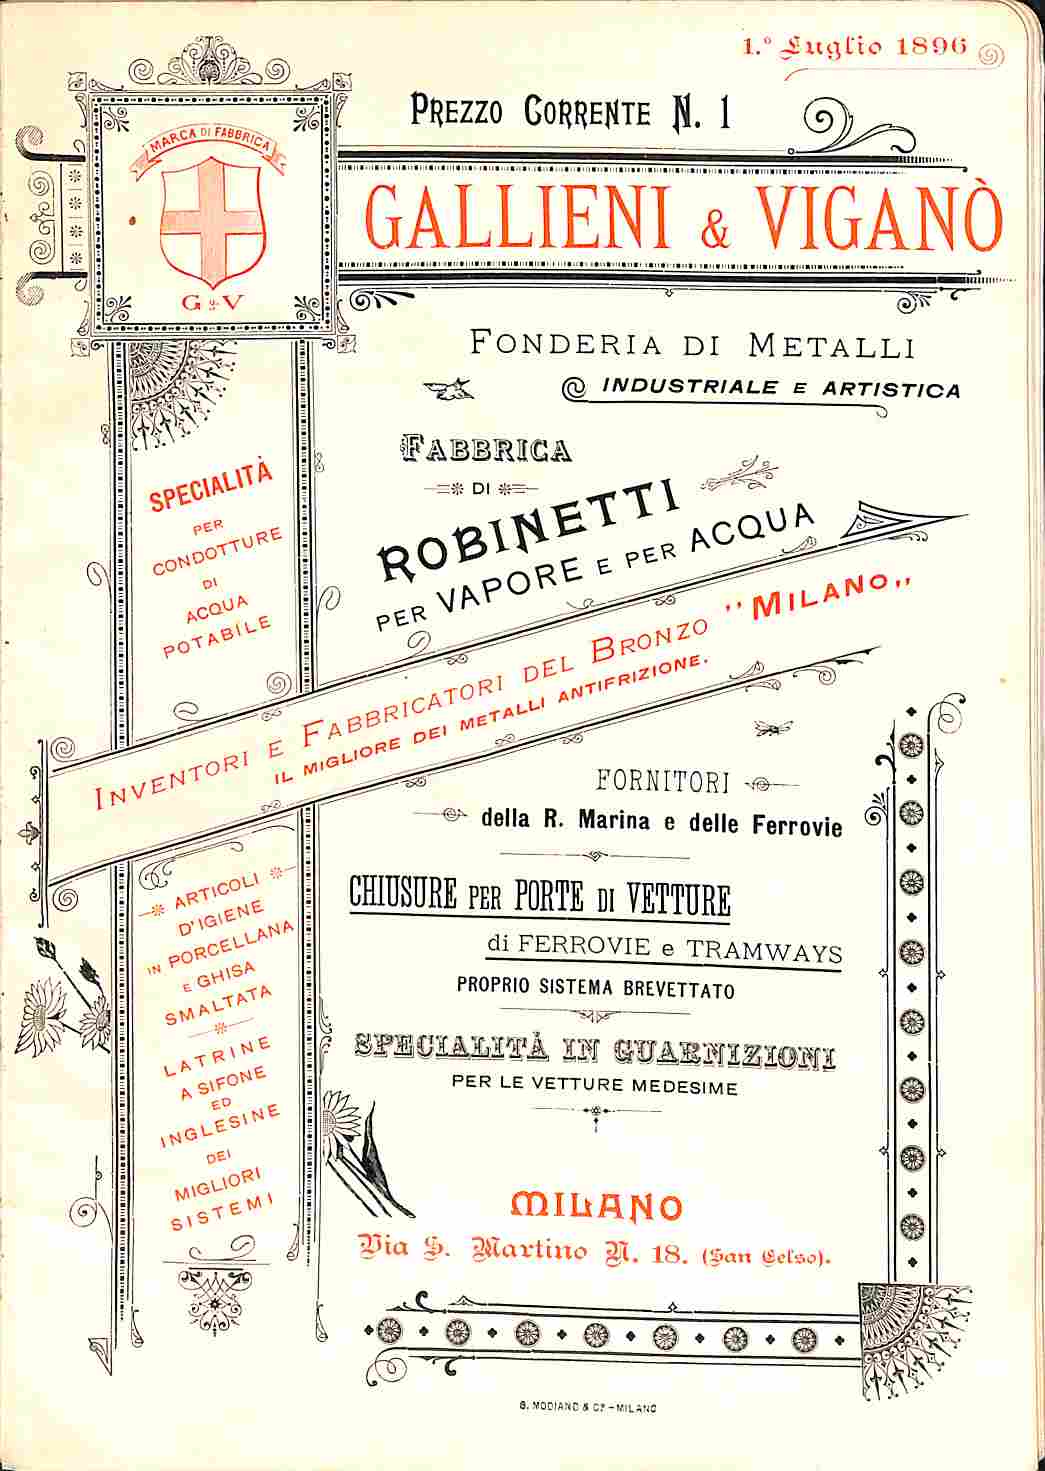 1.º Luglio 1896
PREZZO CORRENTE N. 1
MARCA DI FABBRICA
G & V
GALLIENI & VIGANÒ
FONDERIA DI METALLI
INDUSTRIALE E ARTISTICA
FABBRICA
DI
ROBINETTI
PER VAPORE E PER ACQUA
SPECIALITÀ
PER
CONDOTTURE
DI
ACQUA
POTABILE
INVENTORI E FABBRICATORI DEL BRONZO "MILANO"
IL MIGLIORE DEI METALLI ANTIFRIZIONE.
FORNITORI
della R. Marina e delle Ferrovie
CHIUSURE PER PORTE DI VETTURE
di FERROVIE e TRAMWAYS
PROPRIO SISTEMA BREVETTATO
SPECIALITÀ IN GUARNIZIONI
PER LE VETTURE MEDESIME
ARTICOLI
D'IGIENE
IN PORCELLANA
E GHISA
SMALTATA
LATRINE
A SIFONE
ED
INGLESINE
DEI
MIGLIORI
SISTEMI
MILANO
Via S. Martino N. 18. (San Celso).
G. MODIANO & Cº - MILANO